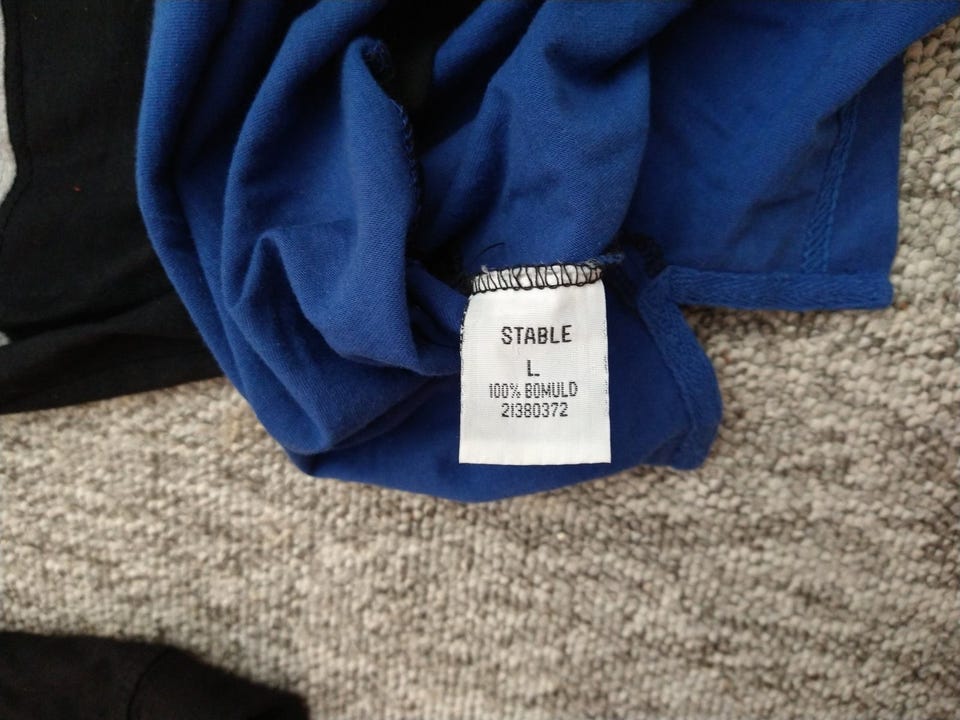 STABLE
L
100% BOMULD
21380372